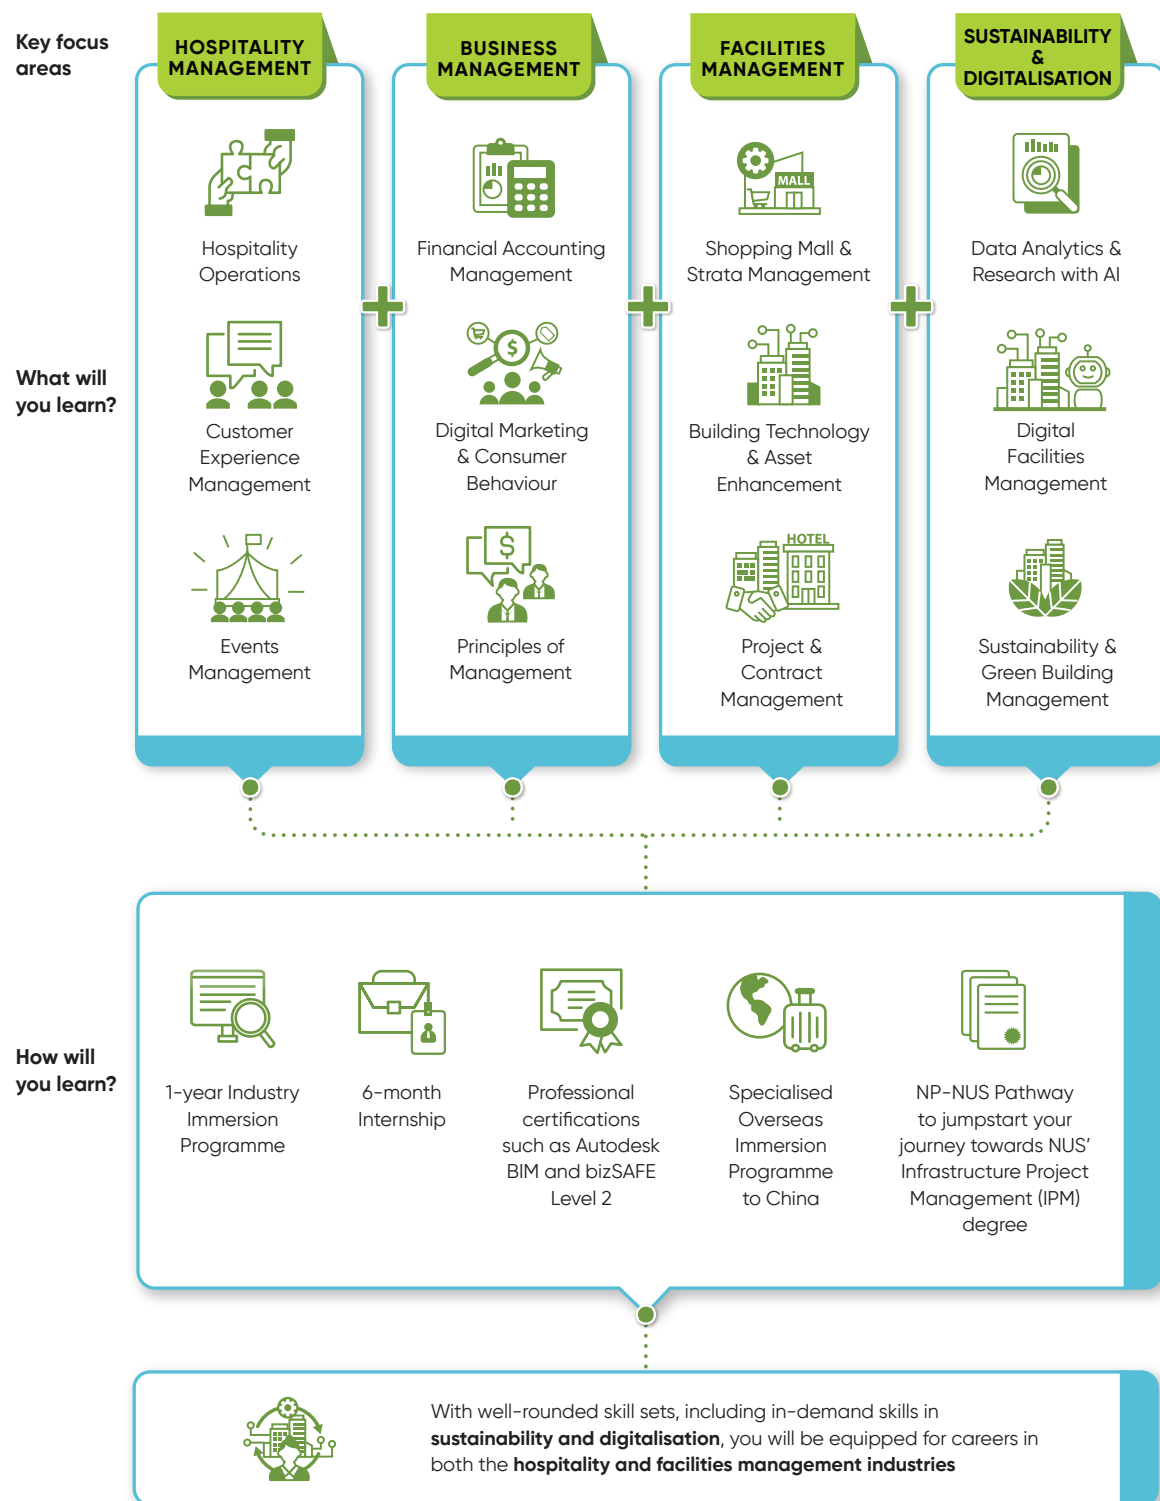 Key focus
areas
HOSPITALITY
MANAGEMENT
BUSINESS
MANAGEMENT
FACILITIES
MANAGEMENT
SUSTAINABILITY
&
DIGITALISATION
What will
you learn?
Hospitality
Operations
Customer
Experience
Management
Events
Management
Financial Accounting
Management
$
Digital Marketing
& Consumer
Behaviour
$
Principles of
Management
MALL
Shopping Mall &
Strata Management
Building Technology
& Asset
Enhancement
HOTEL
Project &
Contract
Management
Data Analytics &
Research with AI
Digital
Facilities
Management
Sustainability &
Green Building
Management
How will
you learn?
1-year Industry
Immersion
Programme
6-month
Internship
Professional
certifications
such as Autodesk
BIM and bizSAFE
Level 2
Specialised
Overseas
Immersion
Programme
to China
NP-NUS Pathway
to jumpstart your
journey towards NUS’
Infrastructure Project
Management (IPM)
degree
With well-rounded skill sets, including in-demand skills in
sustainability and digitalisation, you will be equipped for careers in
both the hospitality and facilities management industries